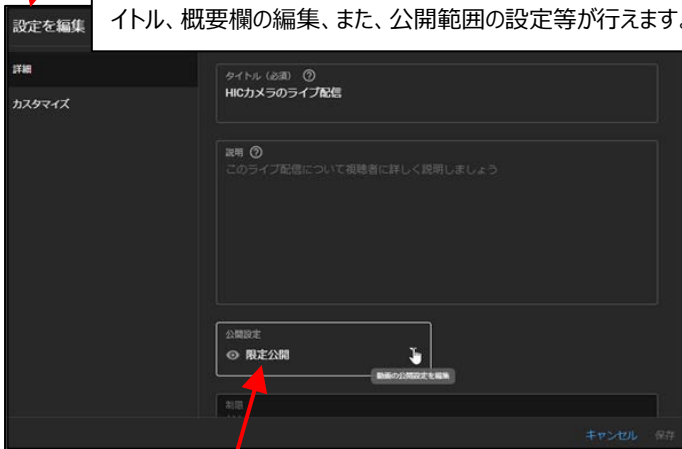 イトル、概要欄の編集、また、公開範囲の設定等が行えます。
設定を編集
詳細
カスタマイズ
タイトル（必須） ?
HICカメラのライブ配信
説明 ?
このライブ配信について視聴者に詳しく説明しましょう
公開設定
限定公開
動画の公開設定を編集
制限
キャンセル 保存